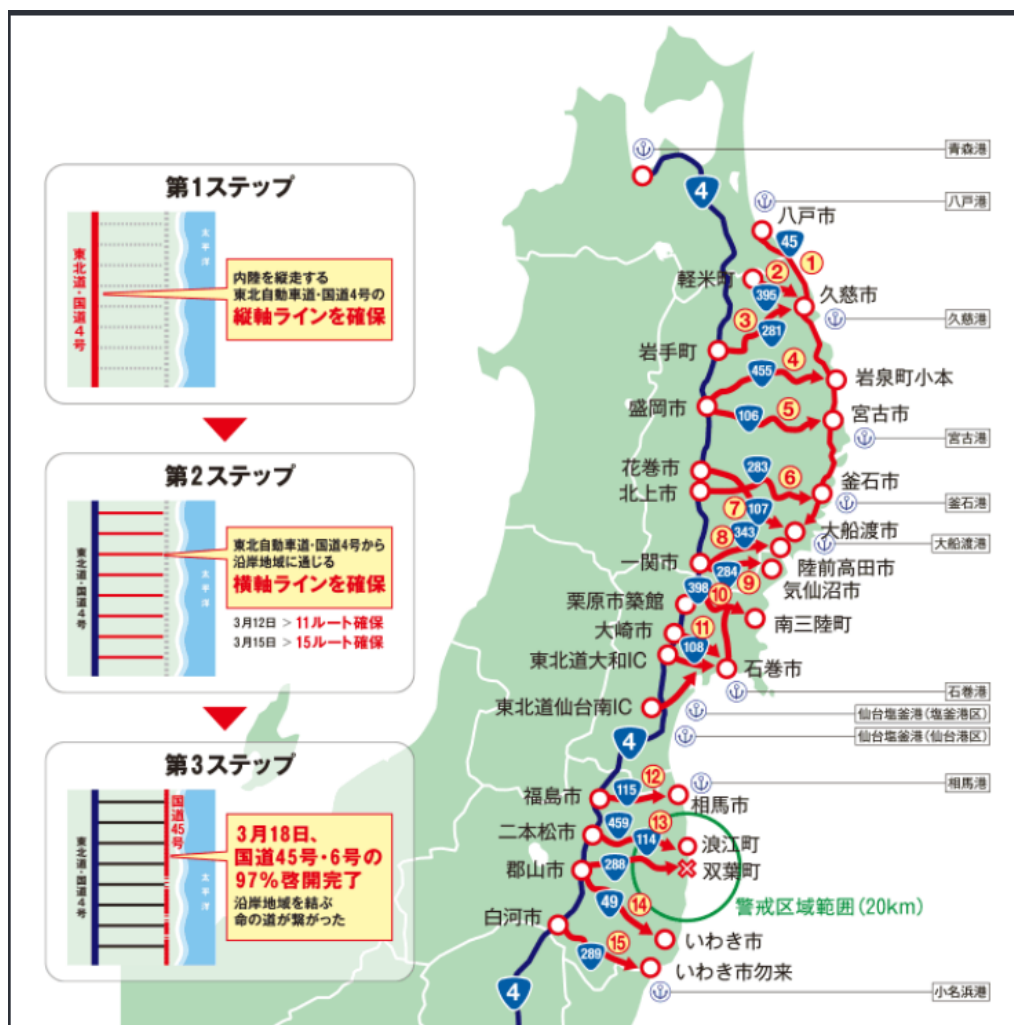 第1ステップ
東北道・国道4号
太平洋
内陸を縦走する
東北自動車道・国道4号の
縦軸ラインを確保
第2ステップ
東北道・国道4号
太平洋
東北自動車道・国道4号から
沿岸地域に通じる
横軸ラインを確保
3月12日 > 11ルート確保
3月15日 > 15ルート確保
第3ステップ
東北道・国道4号
国道45号
太平洋
3月18日、
国道45号・6号の
97%啓開完了
沿岸地域を結ぶ
命の道が繋がった
青森港
4
八戸港
八戸市
45
①
軽米町
②
395
久慈市
久慈港
③
281
岩手町
④
455
岩泉町小本
盛岡市
106
⑤
宮古市
宮古港
花巻市
283
⑥
北上市
釜石市
釜石港
⑦
107
大船渡市
⑧
343
大船渡港
一関市
284
⑨
陸前高田市
気仙沼市
398
⑩
栗原市築館
南三陸町
大崎市
⑪
108
東北道大和IC
石巻市
石巻港
東北道仙台南IC
仙台塩釜港(塩釜港区)
仙台塩釜港(仙台港区)
4
相馬港
⑫
115
福島市
相馬市
459
⑬
二本松市
114
浪江町
郡山市
288
双葉町
警戒区域範囲(20km)
49
⑭
白河市
いわき市
⑮
289
いわき市勿来
4
小名浜港